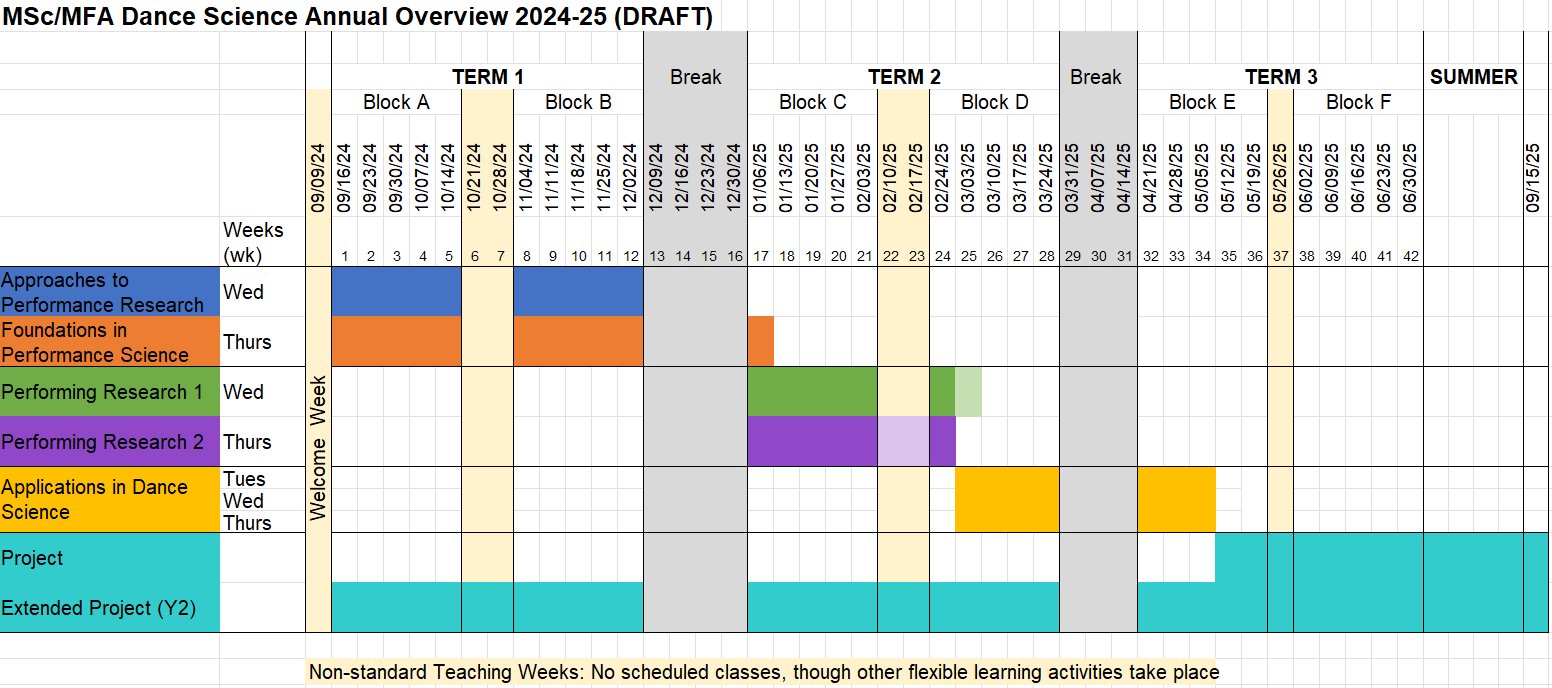 MSc/MFA Dance Science Annual Overview 2024-25 (DRAFT)
TERM 1 Break TERM 2 Break TERM 3 SUMMER
Block A Block B Block C Block D Block E Block F
09/09/24 09/16/24 09/23/24 09/30/24 10/07/24 10/14/24 10/21/24 10/28/24 11/04/24 11/11/24 11/18/24 11/25/24 12/02/24 12/09/24 12/16/24 12/23/24 12/30/24 01/06/25 01/13/25 01/20/25 01/27/25 02/03/25 02/10/25 02/17/25 02/24/25 03/03/25 03/10/25 03/17/25 03/24/25 03/31/25 04/07/25 04/14/25 04/21/25 04/28/25 05/05/25 05/12/25 05/19/25 05/26/25 06/02/25 06/09/25 06/16/25 06/23/25 06/30/25 09/15/25
Weeks
(wk) 1 2 3 4 5 6 7 8 9 10 11 12 13 14 15 16 17 18 19 20 21 22 23 24 25 26 27 28 29 30 31 32 33 34 35 36 37 38 39 40 41 42
Welcome Week
Approaches to
Performance Research
Wed
Foundations in
Performance Science
Thurs
Performing Research 1 Wed
Performing Research 2 Thurs
Applications in Dance
Science
Tues
Wed
Thurs
Project
Extended Project (Y2)
Non-standard Teaching Weeks: No scheduled classes, though other flexible learning activities take place